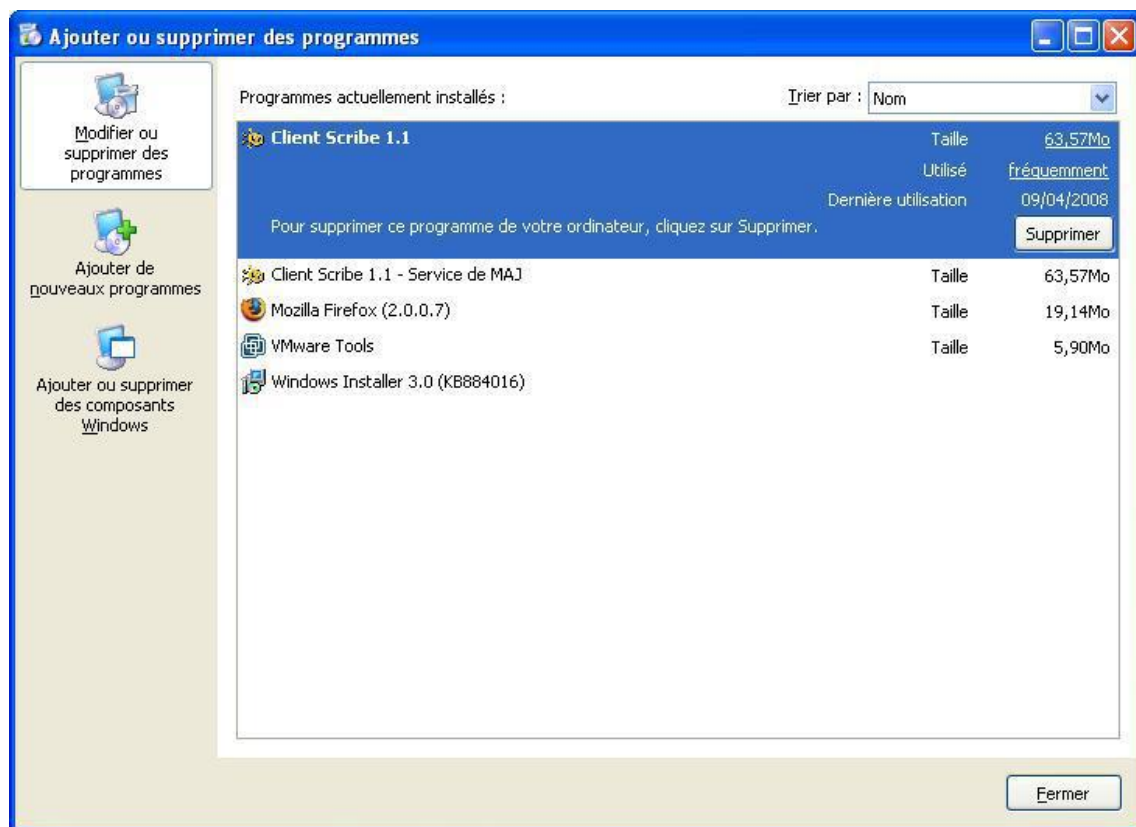 Ajouter ou supprimer des programmes
Modifier ou
supprimer des
programmes
Ajouter de
nouveaux programmes
Ajouter ou supprimer
des composants
Windows
Programmes actuellement installés :
Trier par : Nom
Client Scribe 1.1
Taille 63,57Mo
Utilisé fréquemment
Dernière utilisation 09/04/2008
Pour supprimer ce programme de votre ordinateur, cliquez sur Supprimer.
Supprimer
Client Scribe 1.1 - Service de MAJ Taille 63,57Mo
Mozilla Firefox (2.0.0.7) Taille 19,14Mo
VMware Tools Taille 5,90Mo
Windows Installer 3.0 (KB884016)
Fermer